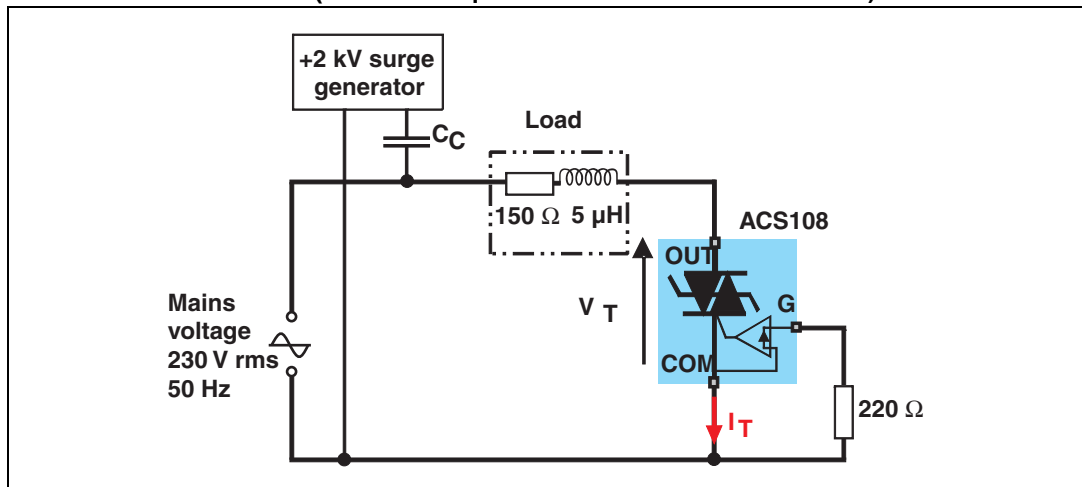 +2 kV surge
generator
CC
Load
150 Ω 5 µH
ACS108
OUT
G
VT
Mains
voltage
230 V rms
50 Hz
COM
220 Ω
IT